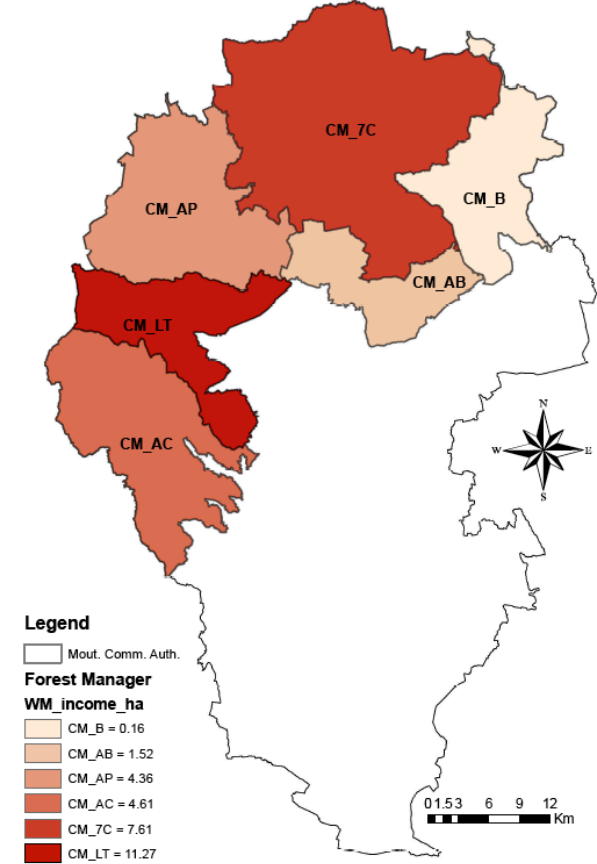 CM_7C
CM_AP
CM_B
CM_AB
CM_LT
CM_AC
N
W
E
S
Legend
Mout. Comm. Auth.
Forest Manager
WM_income_ha
CM_B = 0.16
CM_AB = 1.52
CM_AP = 4.36
CM_AC = 4.61
CM_7C = 7.61
CM_LT = 11.27
0 1.5 3 6 9 12
Km